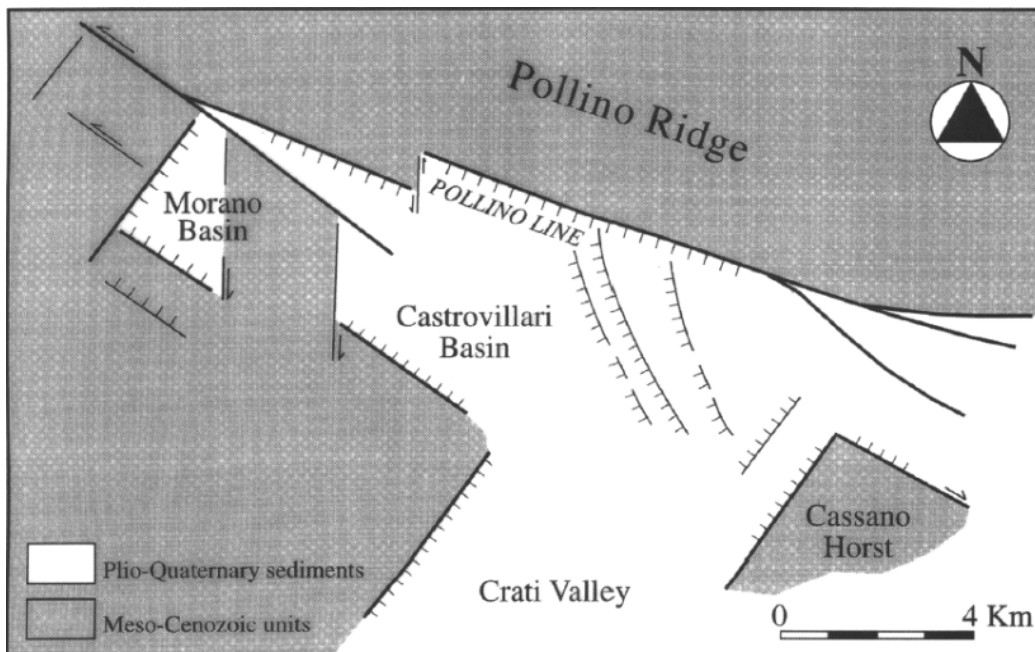 Pollino Ridge
N
POLLINO LINE
Morano
Basin
Castrovillari
Basin
Cassano
Horst
Crati Valley
Plio-Quaternary sediments
Meso-Cenozoic units
0 4 Km